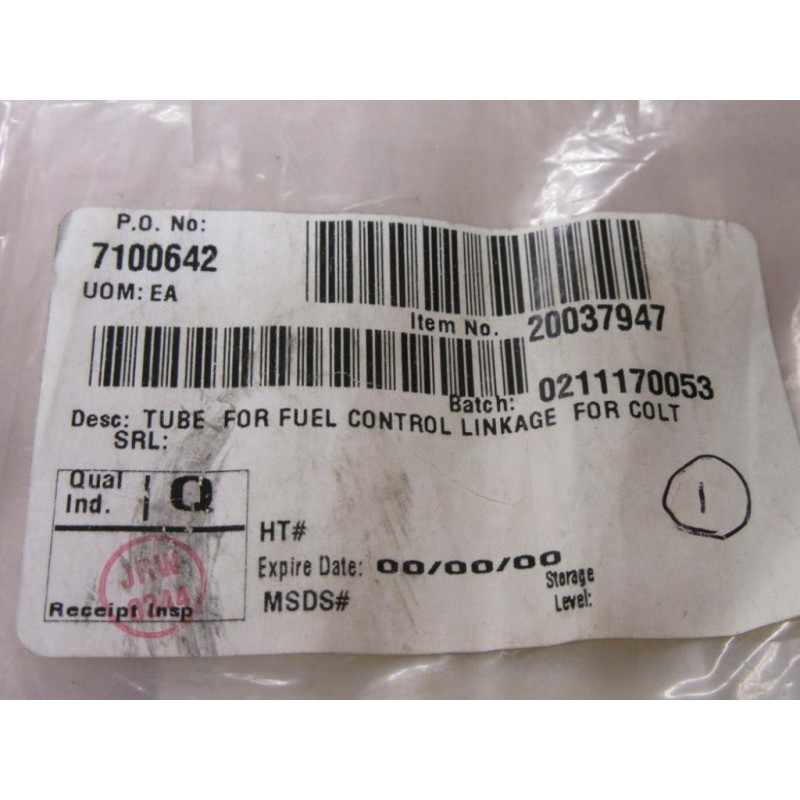 P.O. No:
7100642
UOM: EA
Item No. 20037947
Batch: 0211170053
Desc: TUBE FOR FUEL CONTROL LINKAGE FOR COLT
SRL:
Qual Ind. Q
HT#
Expire Date: 00/00/00
MSDS#
Storage Level:
Receipt Insp
JRW
0244
1